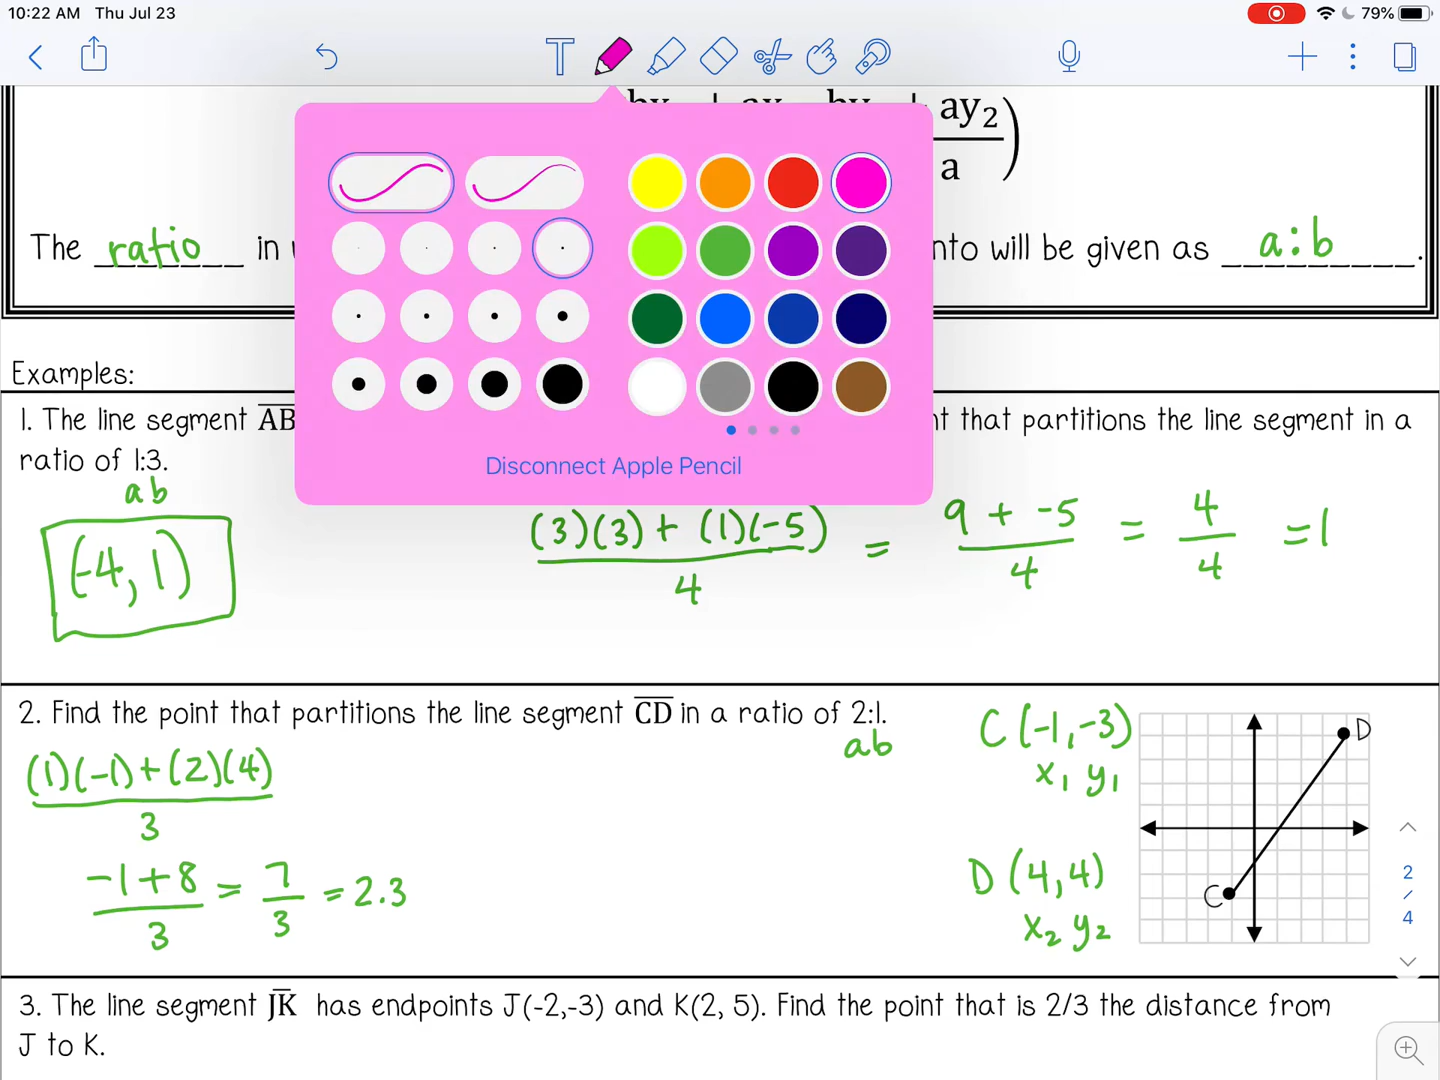 10:22 AM Thu Jul 23
79%
T
ay₂
a
The ratio in
nto will be given as a:b.
Examples:
1. The line segment AB
that partitions the line segment in a
ratio of 1:3.
a b
(-4, 1)
(3)(3) + (1)(-5)
4
=
9 + -5
4
=
4
4
=1
Disconnect Apple Pencil
2. Find the point that partitions the line segment CD in a ratio of 2:1.
a b
(1)(-1)+(2)(4)
3
-1+8
3
=
7
3
=2.3
C(-1,-3)
x₁ y₁
D(4,4)
x₂ y₂
D
C
2
/
4
3. The line segment JK has endpoints J(-2,-3) and K(2, 5). Find the point that is 2/3 the distance from
J to K.